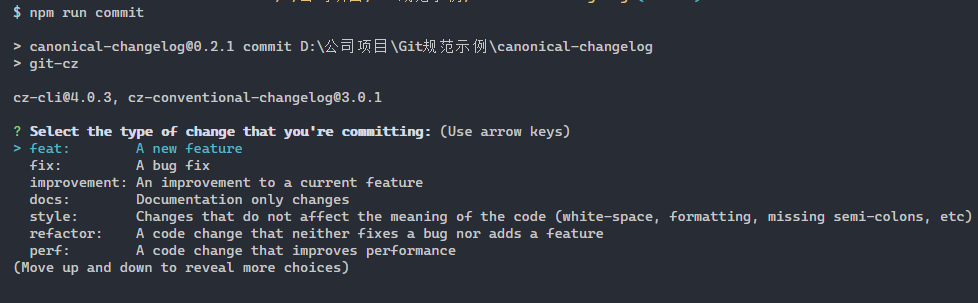 $ npm run commit
> canonical-changelog@0.2.1 commit D:\公司项目\Git规范示例\canonical-changelog
> git-cz
cz-cli@4.0.3, cz-conventional-changelog@3.0.1
? Select the type of change that you're committing: (Use arrow keys)
> feat: A new feature
fix: A bug fix
improvement: An improvement to a current feature
docs: Documentation only changes
style: Changes that do not affect the meaning of the code (white-space, formatting, missing semi-colons, etc)
refactor: A code change that neither fixes a bug nor adds a feature
perf: A code change that improves performance
(Move up and down to reveal more choices)